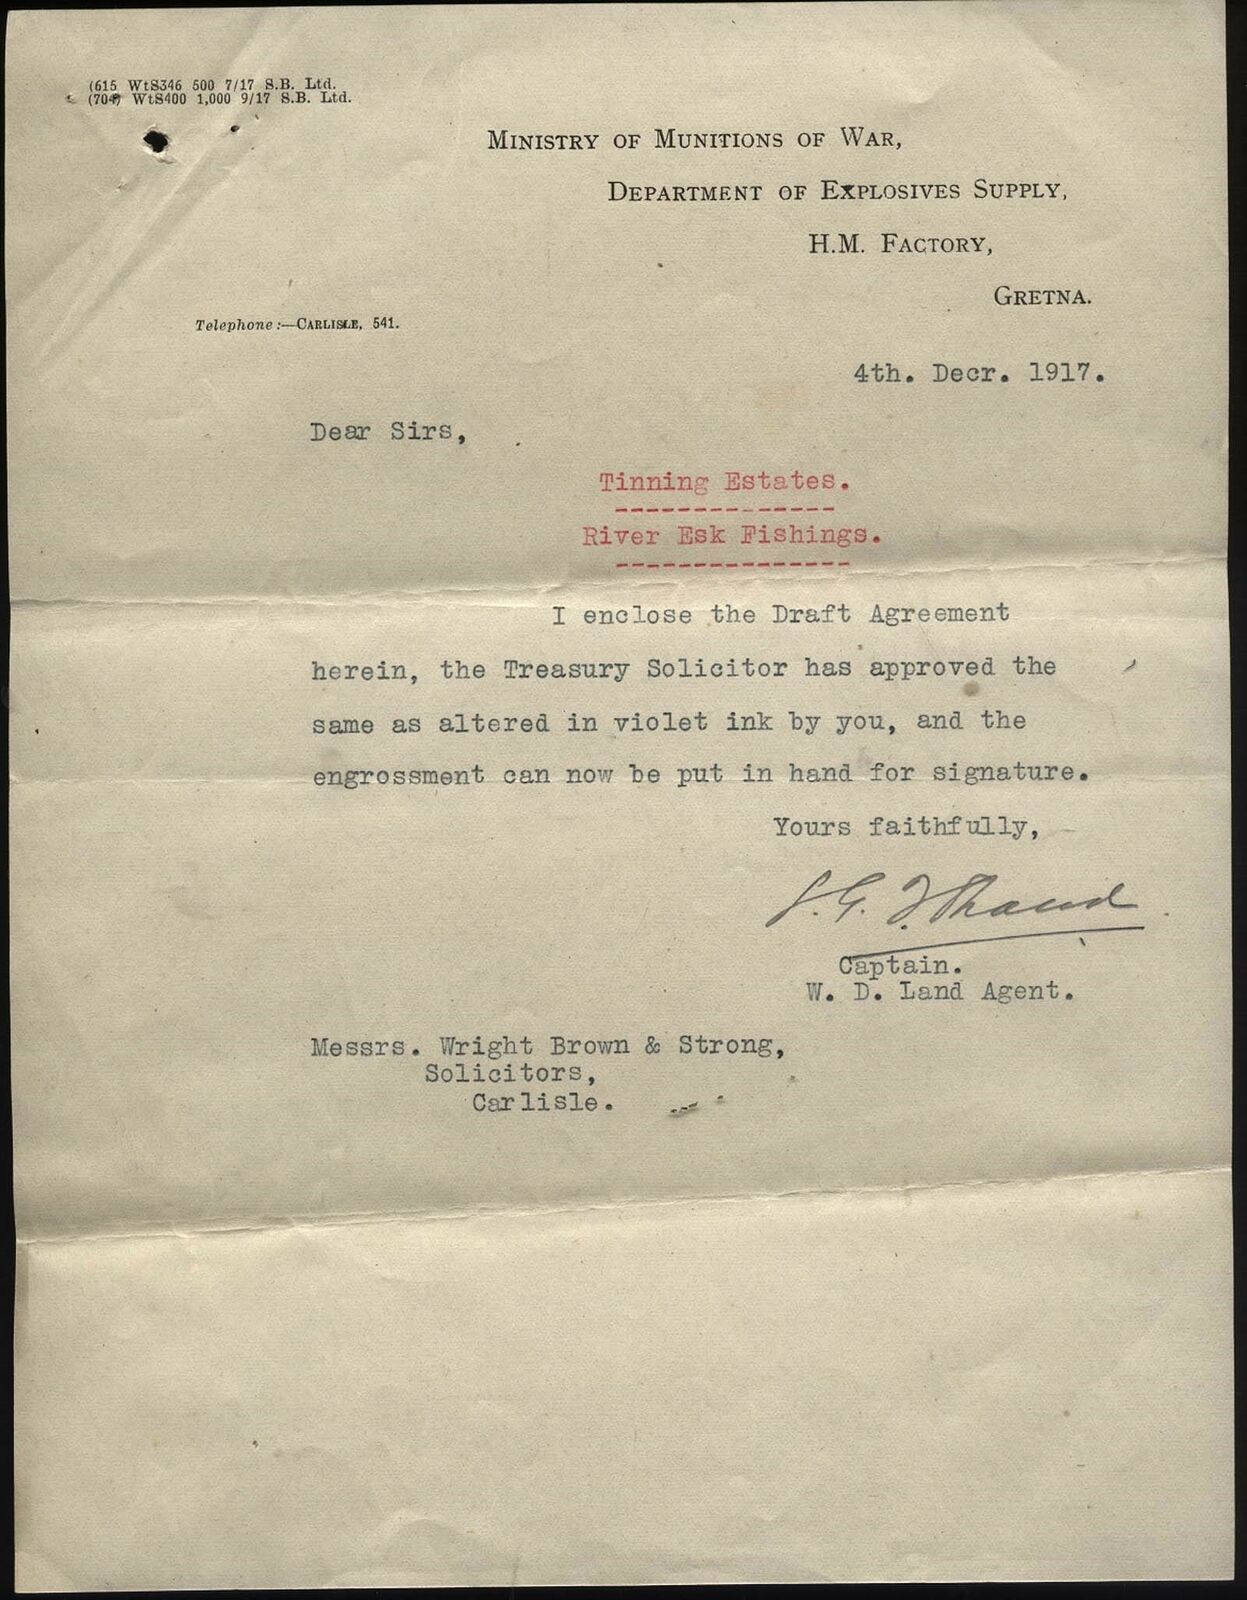 (615 WtS346 500 7/17 S.B. Ltd.
(704) WtS400 1,000 9/17 S.B. Ltd.
MINISTRY OF MUNITIONS OF WAR,
DEPARTMENT OF EXPLOSIVES SUPPLY,
H.M. FACTORY,
GRETNA.
Telephone:—CARLISLE, 541.
4th. Decr. 1917.
Dear Sirs,
Tinning Estates.
River Esk Fishings.
I enclose the Draft Agreement
herein, the Treasury Solicitor has approved the
same as altered in violet ink by you, and the
engrossment can now be put in hand for signature.
Yours faithfully,
Captain.
W. D. Land Agent.
Messrs. Wright Brown & Strong,
Solicitors,
Carlisle.